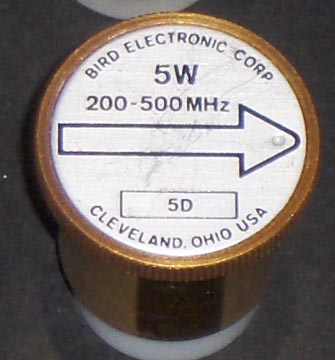 BIRD ELECTRONIC CORP
5W
200-500MHz
5D
CLEVELAND, OHIO USA